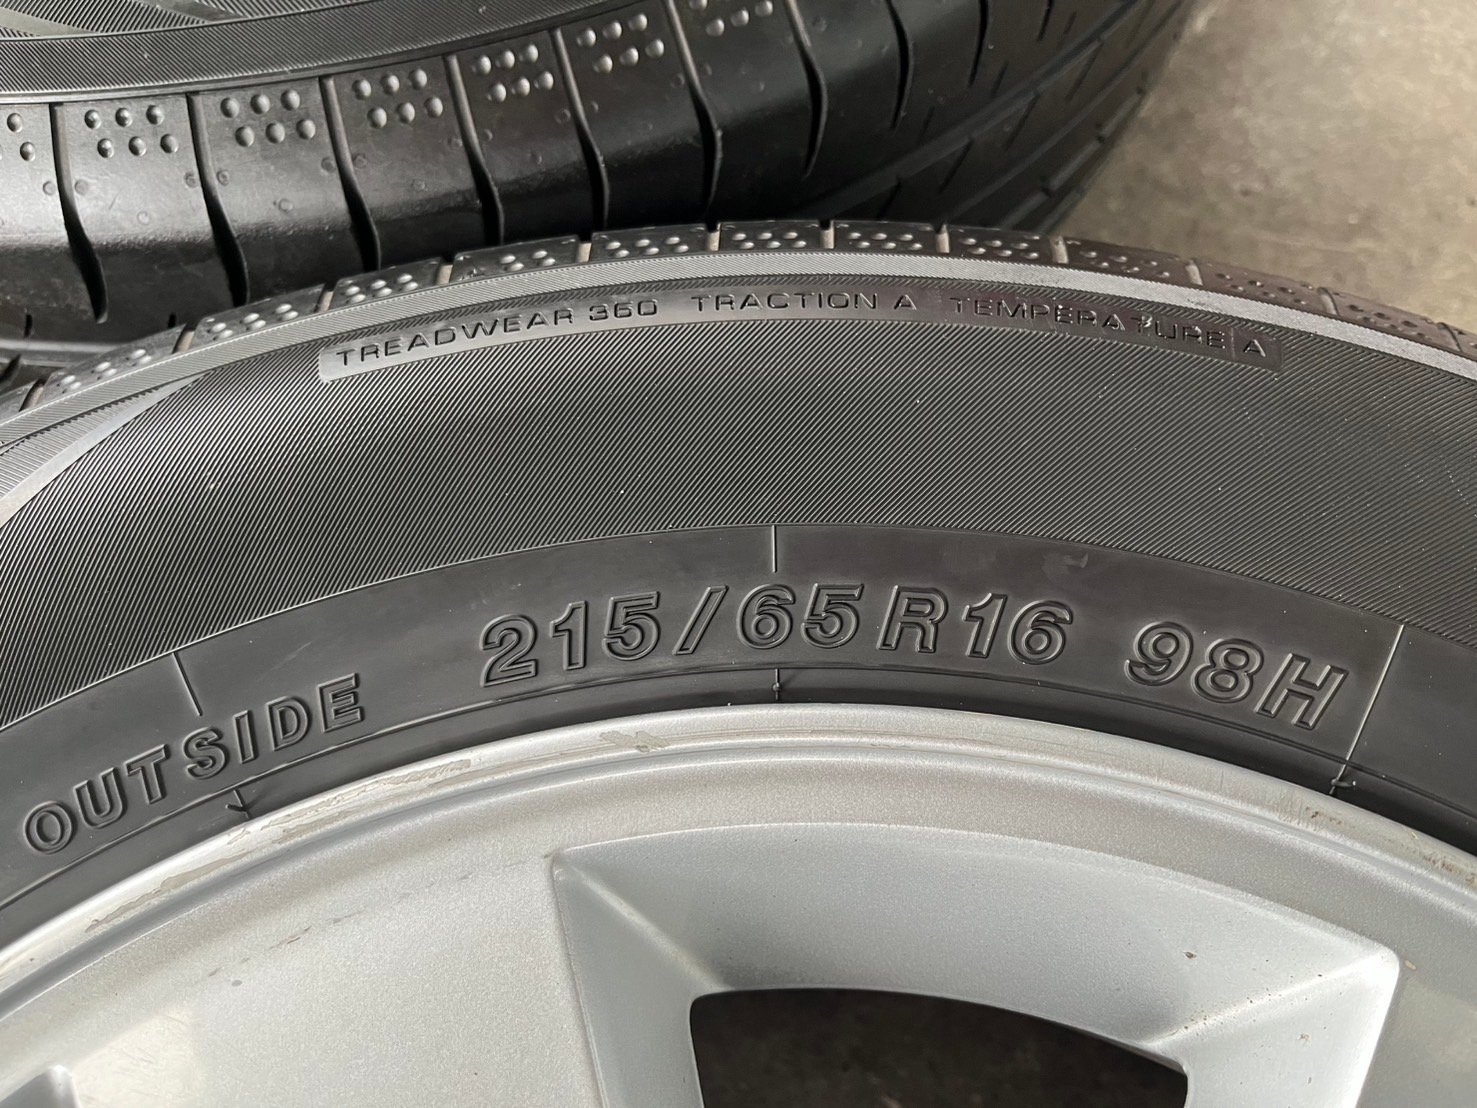 TREADWEAR 360 TRACTION A TEMPERATURE A
OUTSIDE 215/65R16 98H